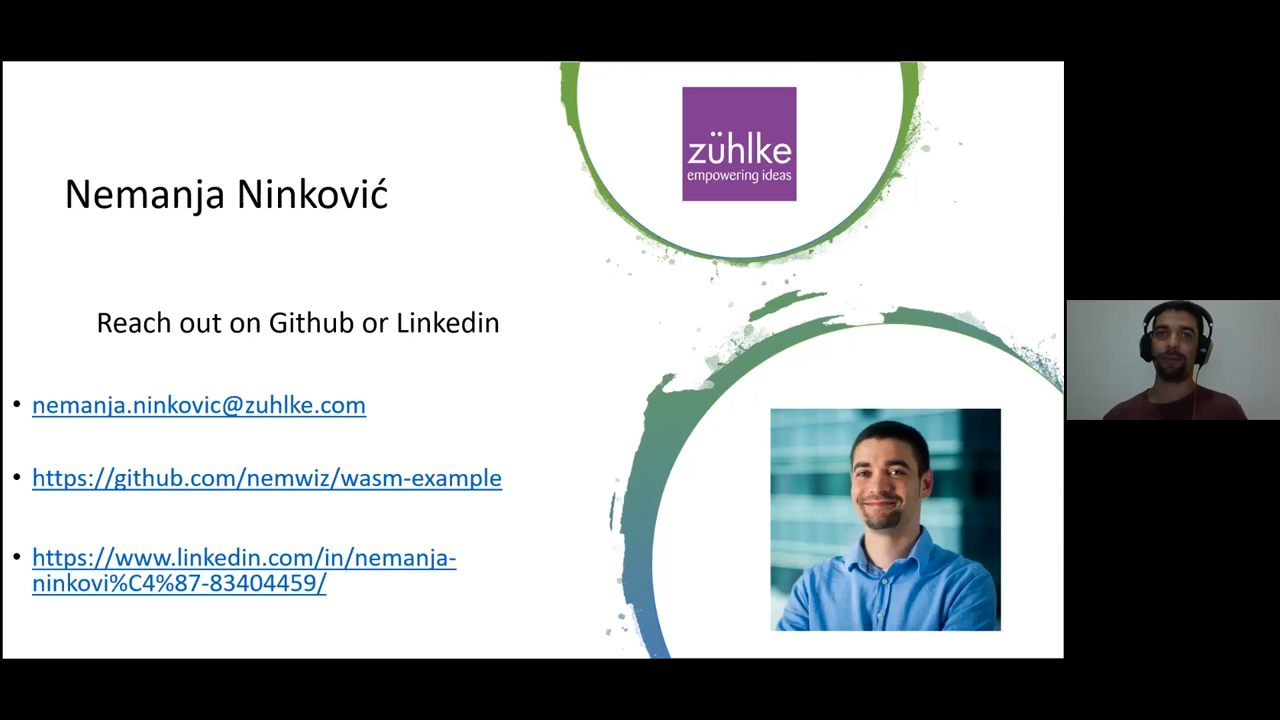 zühlke
empowering ideas
Nemanja Ninković
Reach out on Github or Linkedin
• nemanja.ninkovic@zuhlke.com
• https://github.com/nemwiz/wasm-example
• https://www.linkedin.com/in/nemanja-
ninkovi%C4%87-83404459/